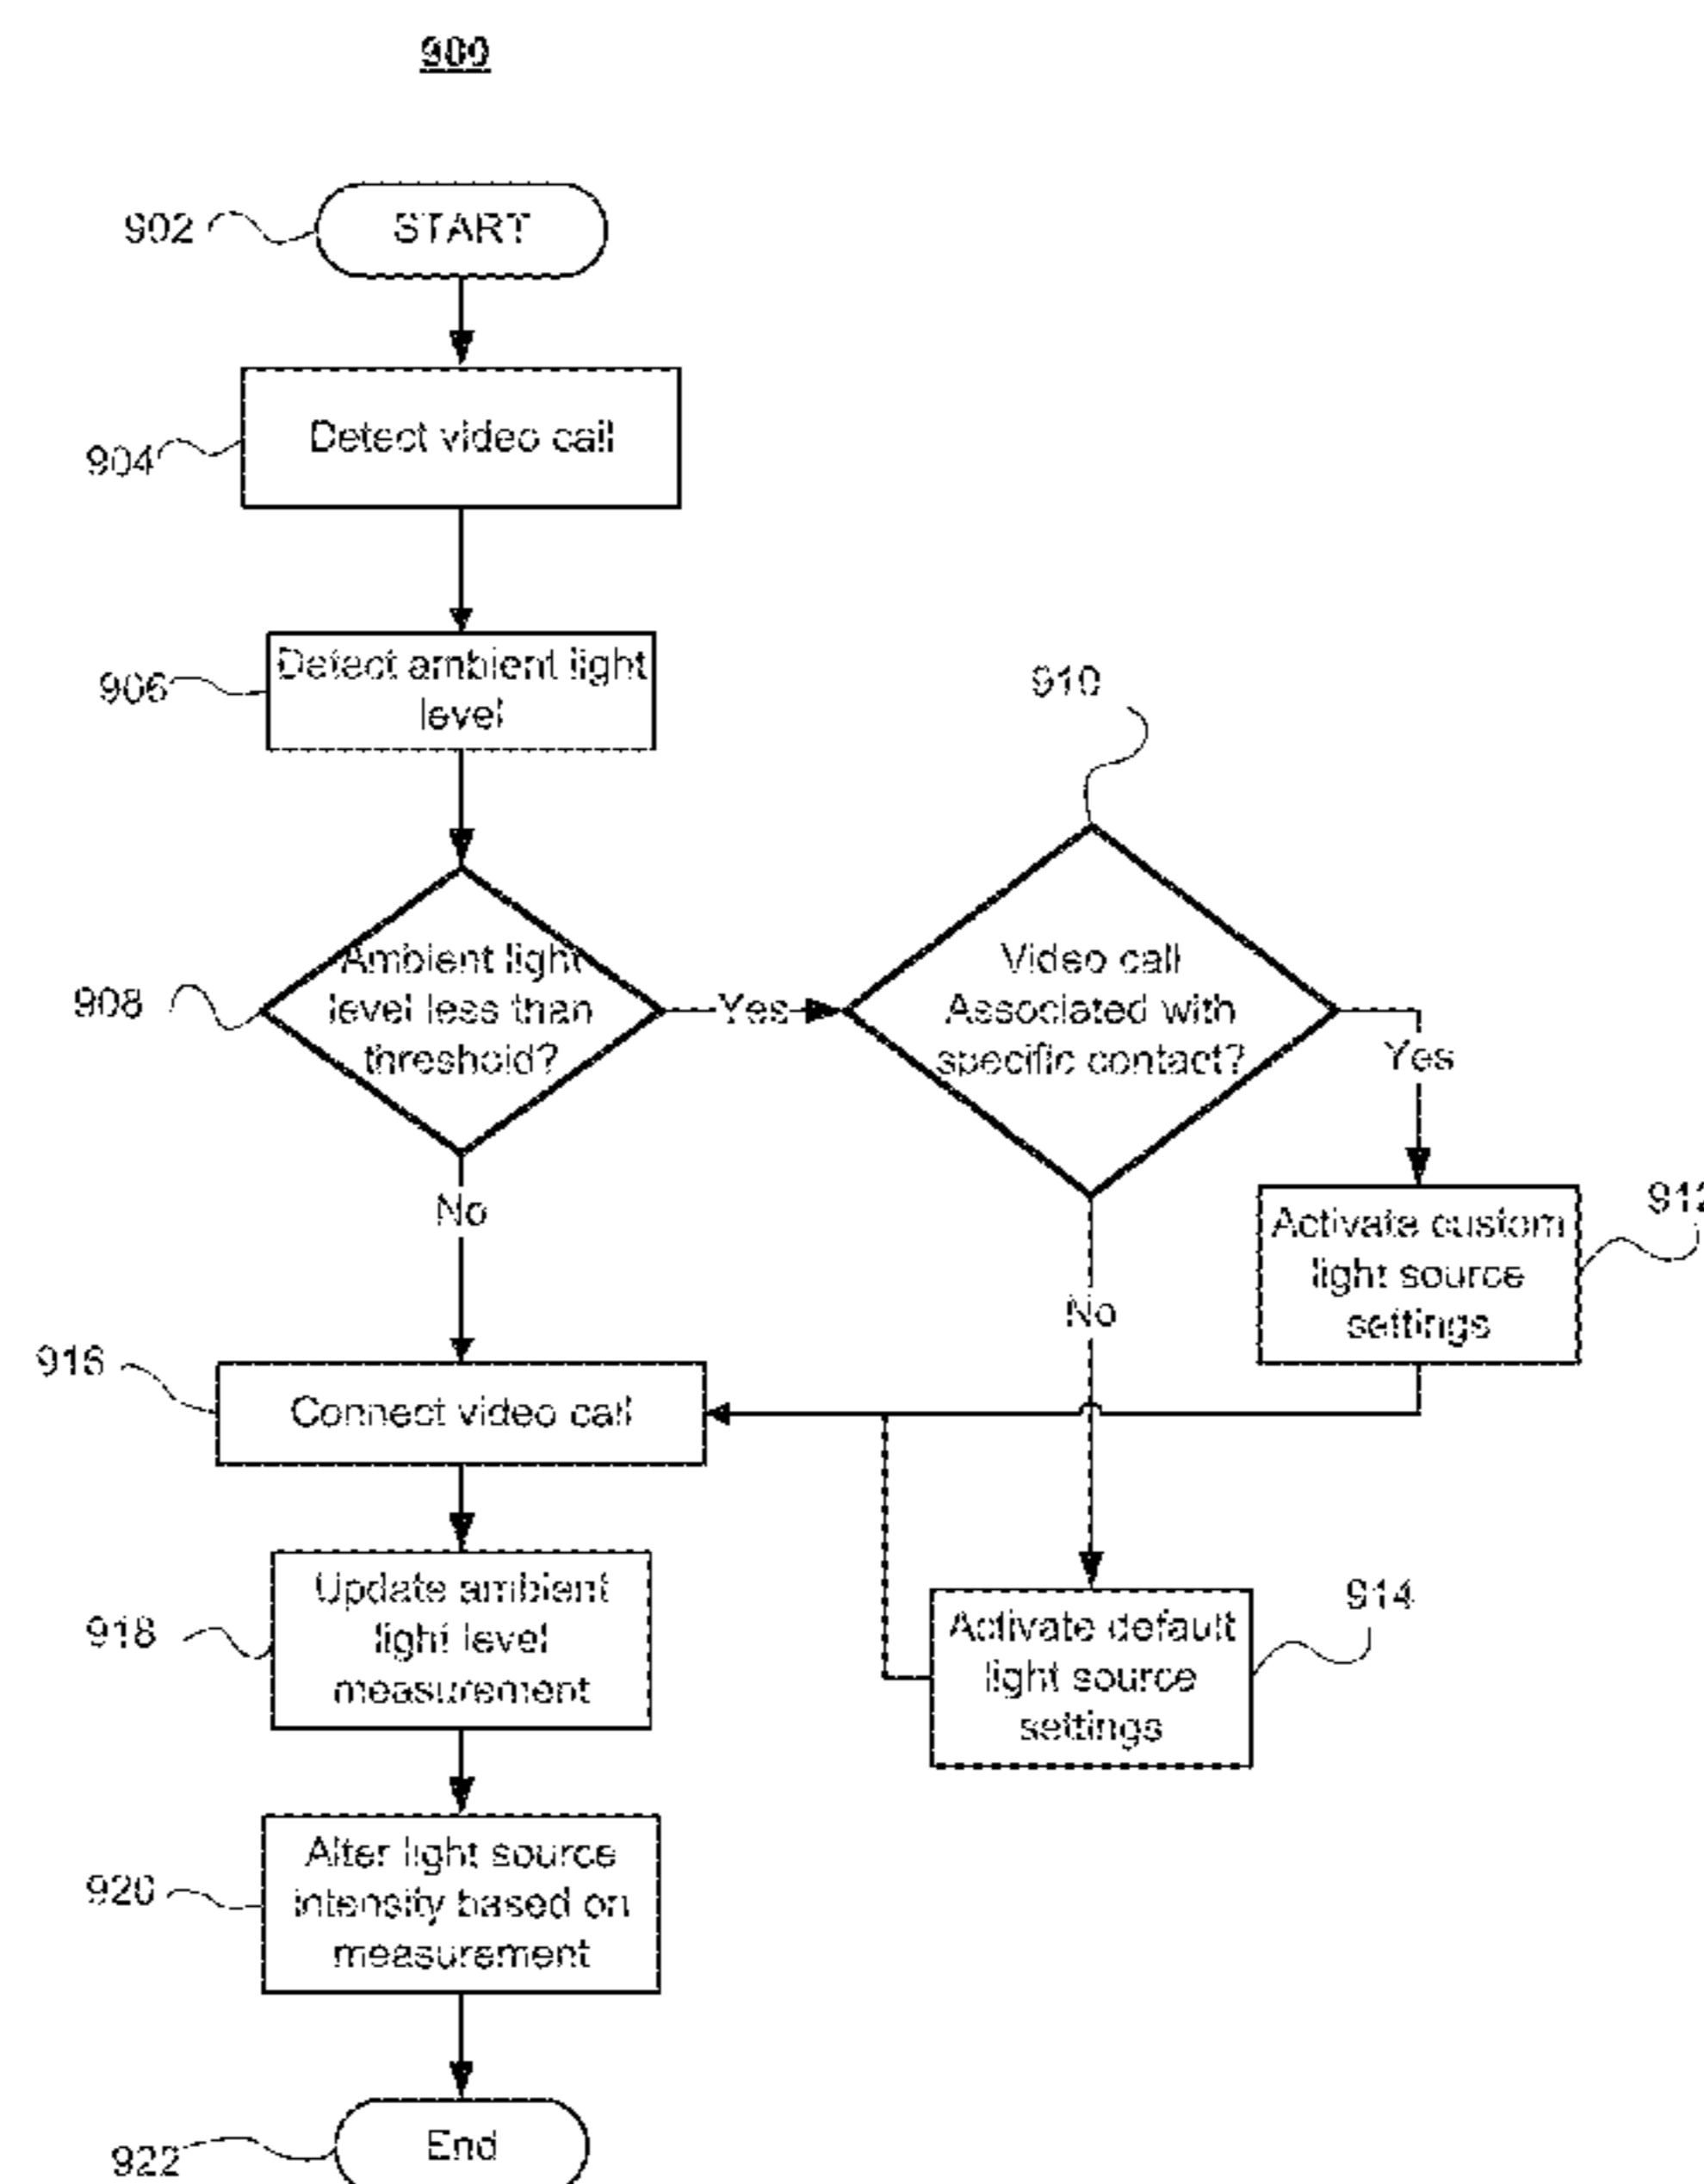 900
902
START
904
Detect video call
906
Detect ambient light
level
908
Ambient light
level less than
threshold?
Yes
910
Video call
Associated with
specific contact?
Yes
No
No
912
Activate custom
light source
settings
916
Connect video call
918
Update ambient
light level
measurement
914
Activate default
light source
settings
920
Alter light source
intensity based on
measurement
922
End